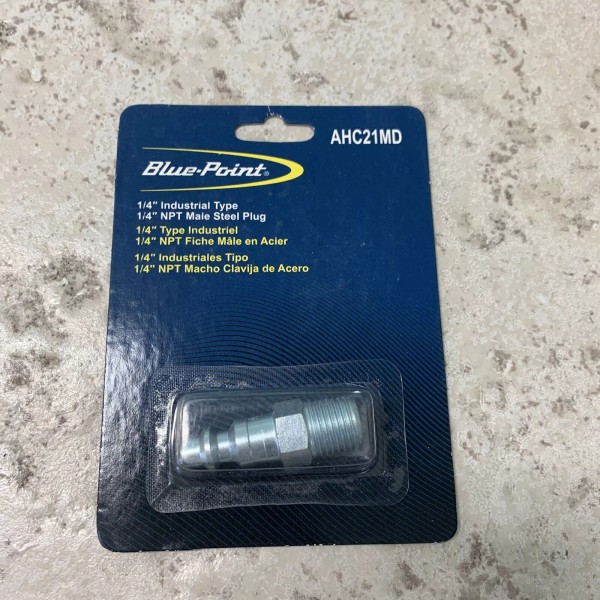 AHC21MD
Blue-Point®
1/4" Industrial Type
1/4" NPT Male Steel Plug
1/4" Type Industriel
1/4" NPT Fiche Mâle en Acier
1/4" Industriales Tipo
1/4" NPT Macho Clavija de Acero